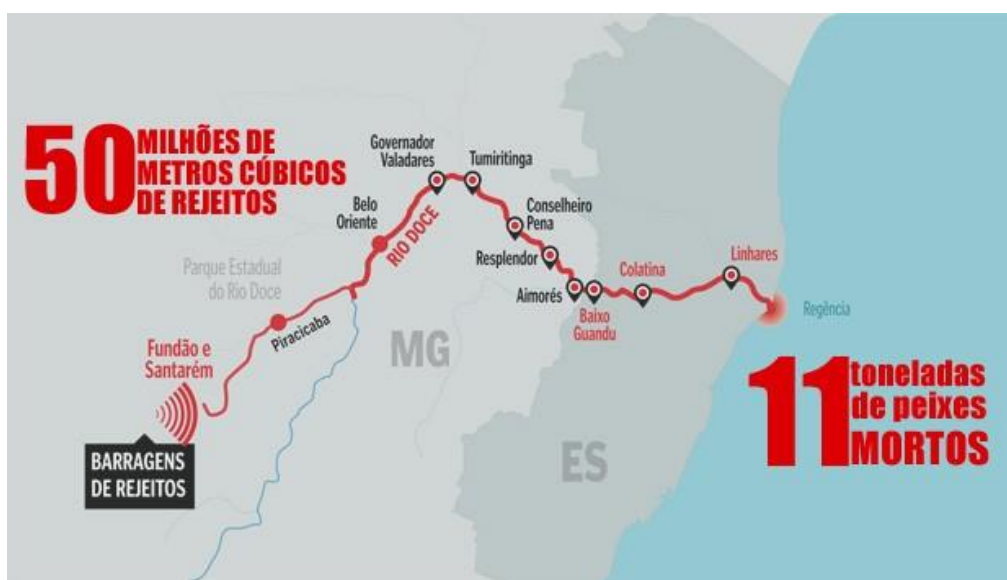 50 MILHÕES DE
METROS CÚBICOS
DE REJEITOS
Governador
Valadares
Tumiritinga
Belo
Oriente
RIO DOCE
Conselheiro
Pena
Resplendor
Aimorés
Baixo
Guandu
Colatina
Linhares
Regência
Parque Estadual
do Rio Doce
Piracicaba
Fundão e
Santarém
BARRAGENS
DE REJEITOS
MG
ES
11 toneladas
de peixes
MORTOS